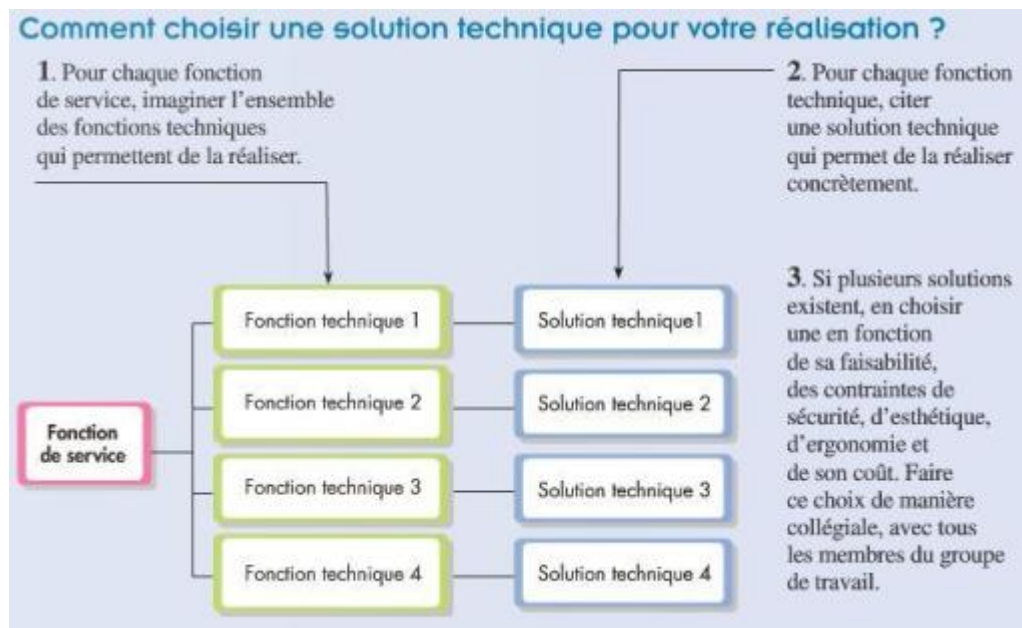 Comment choisir une solution technique pour votre réalisation ?
1. Pour chaque fonction
de service, imaginer l'ensemble
des fonctions techniques
qui permettent de la réaliser.
2. Pour chaque fonction
technique, citer
une solution technique
qui permet de la réaliser
concrètement.
3. Si plusieurs solutions
existent, en choisir
une en fonction
de sa faisabilité,
des contraintes de
sécurité, d'esthétique,
d'ergonomie et
de son coût. Faire
ce choix de manière
collégiale, avec tous
les membres du groupe
de travail.
Fonction
de service
Fonction technique 1
Solution technique1
Fonction technique 2
Solution technique 2
Fonction technique 3
Solution technique 3
Fonction technique 4
Solution technique 4